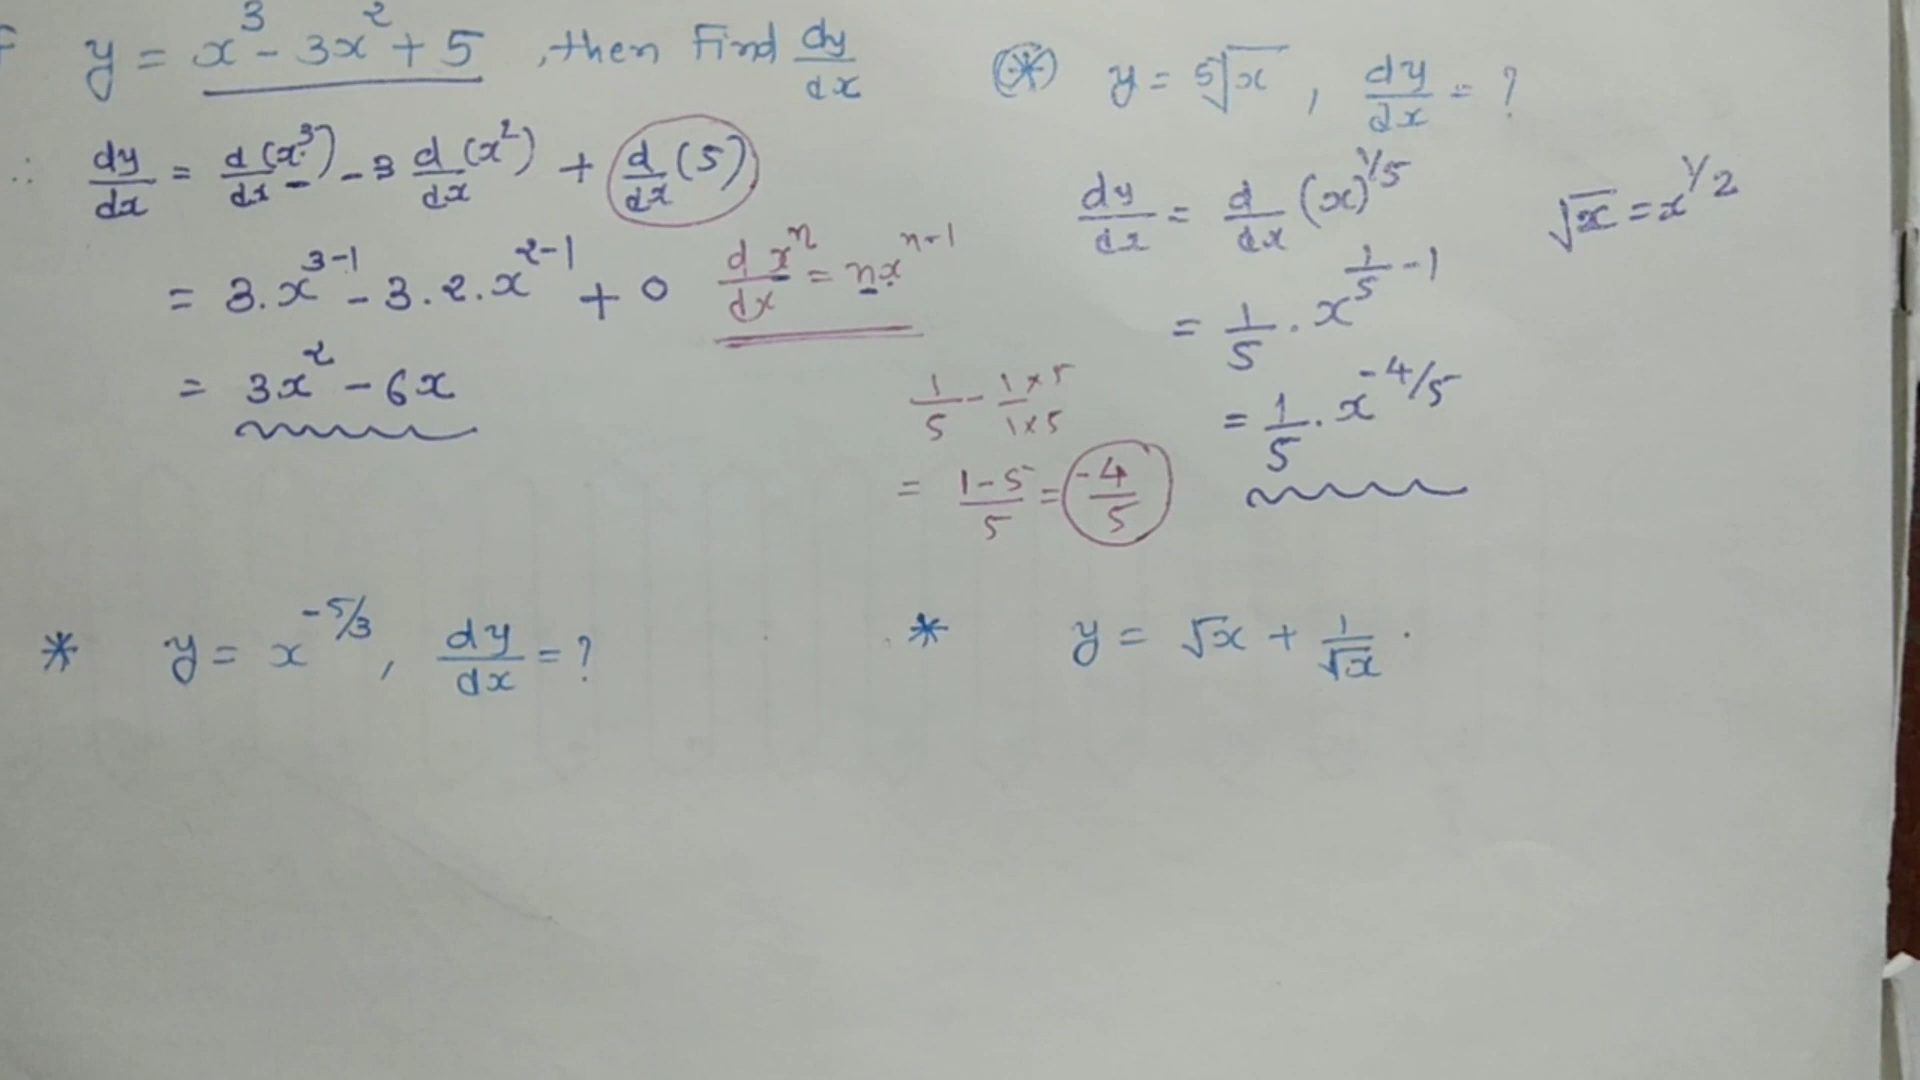 y = x³ - 3x² + 5 , then Find dy/dx
∴ dy/dx = d/dx (x³) - 3 d/dx (x²) + d/dx (5)
= 3.x³⁻¹ - 3.2.x²⁻¹ + 0
d/dx xⁿ = nxⁿ⁻¹
= 3x² - 6x
(*) y = ⁵√x , dy/dx = ?
dy/dx = d/dx (x)^1/5
√x = x^1/2
= 1/5 . x^(1/5 - 1)
= 1/5 . x^-4/5
1/5 - 1×5/1×5
= 1-5/5 = -4/5
* y = x^-5/3 , dy/dx = ?
* y = √x + 1/√x .